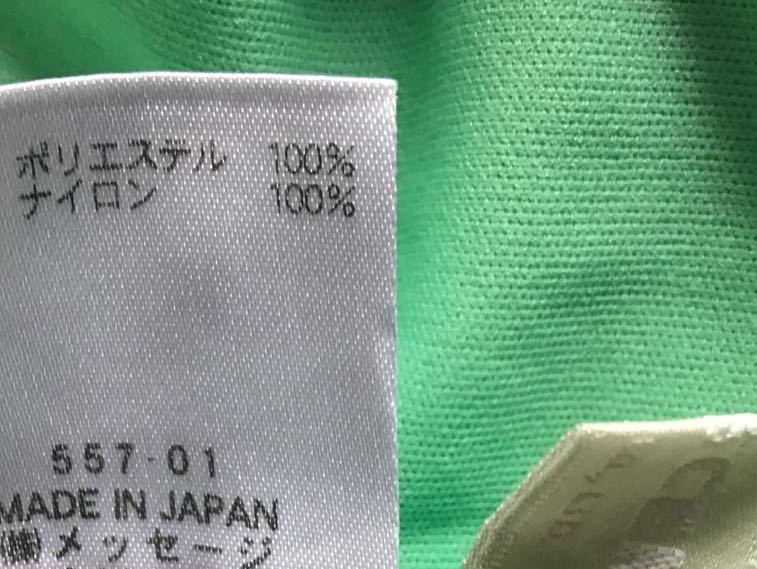 ポリエステル 100%
ナイロン 100%
557-01
MADE IN JAPAN
㈱メッセージ